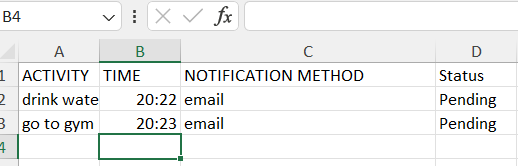 B4 fx
A B C D
1 ACTIVITY TIME NOTIFICATION METHOD Status
2 drink wate 20:22 email Pending
3 go to gym 20:23 email Pending
4